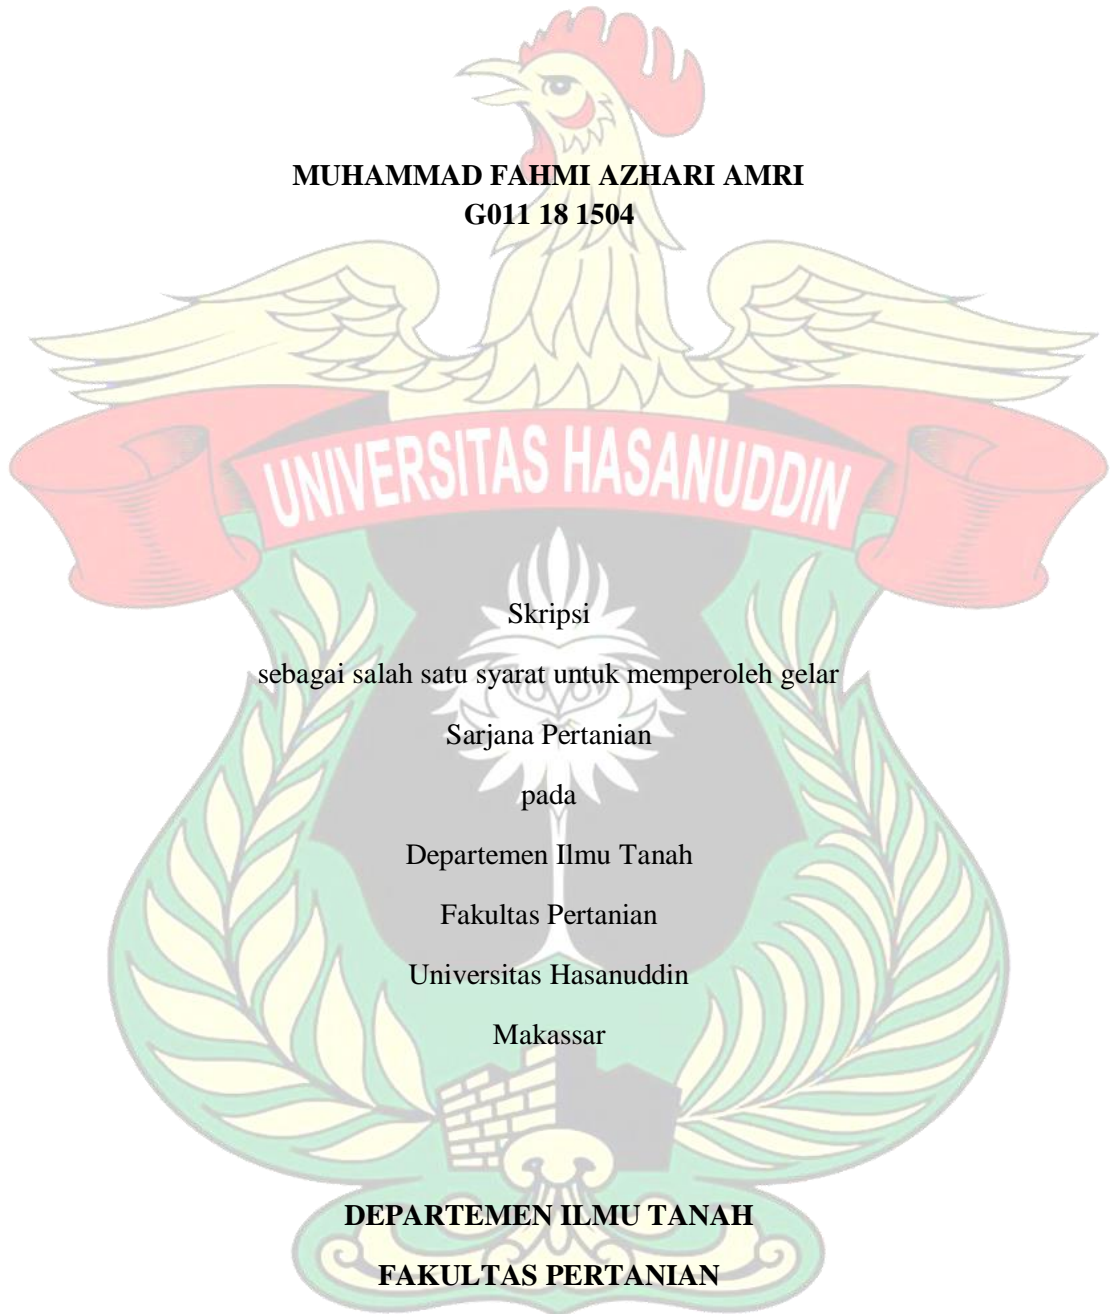 MUHAMMAD FAHMI AZHARI AMRI
G011 18 1504
UNIVERSITAS HASANUDDIN
Skripsi
sebagai salah satu syarat untuk memperoleh gelar
Sarjana Pertanian
pada
Departemen Ilmu Tanah
Fakultas Pertanian
Universitas Hasanuddin
Makassar
DEPARTEMEN ILMU TANAH
FAKULTAS PERTANIAN